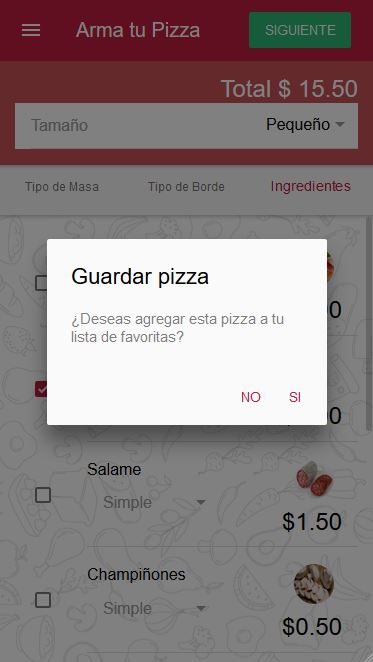 Arma tu Pizza
SIGUIENTE
Total $ 15.50
Tamaño
Pequeño
Tipo de Masa
Tipo de Borde
Ingredientes
Guardar pizza
¿Deseas agregar esta pizza a tu
lista de favoritas?
NO
SI
Salame
Simple
$1.50
Champiñones
Simple
$0.50